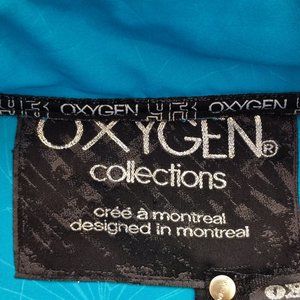 OXYGEN OXYGEN
OXYGEN®
collections
créé à montreal
designed in montreal